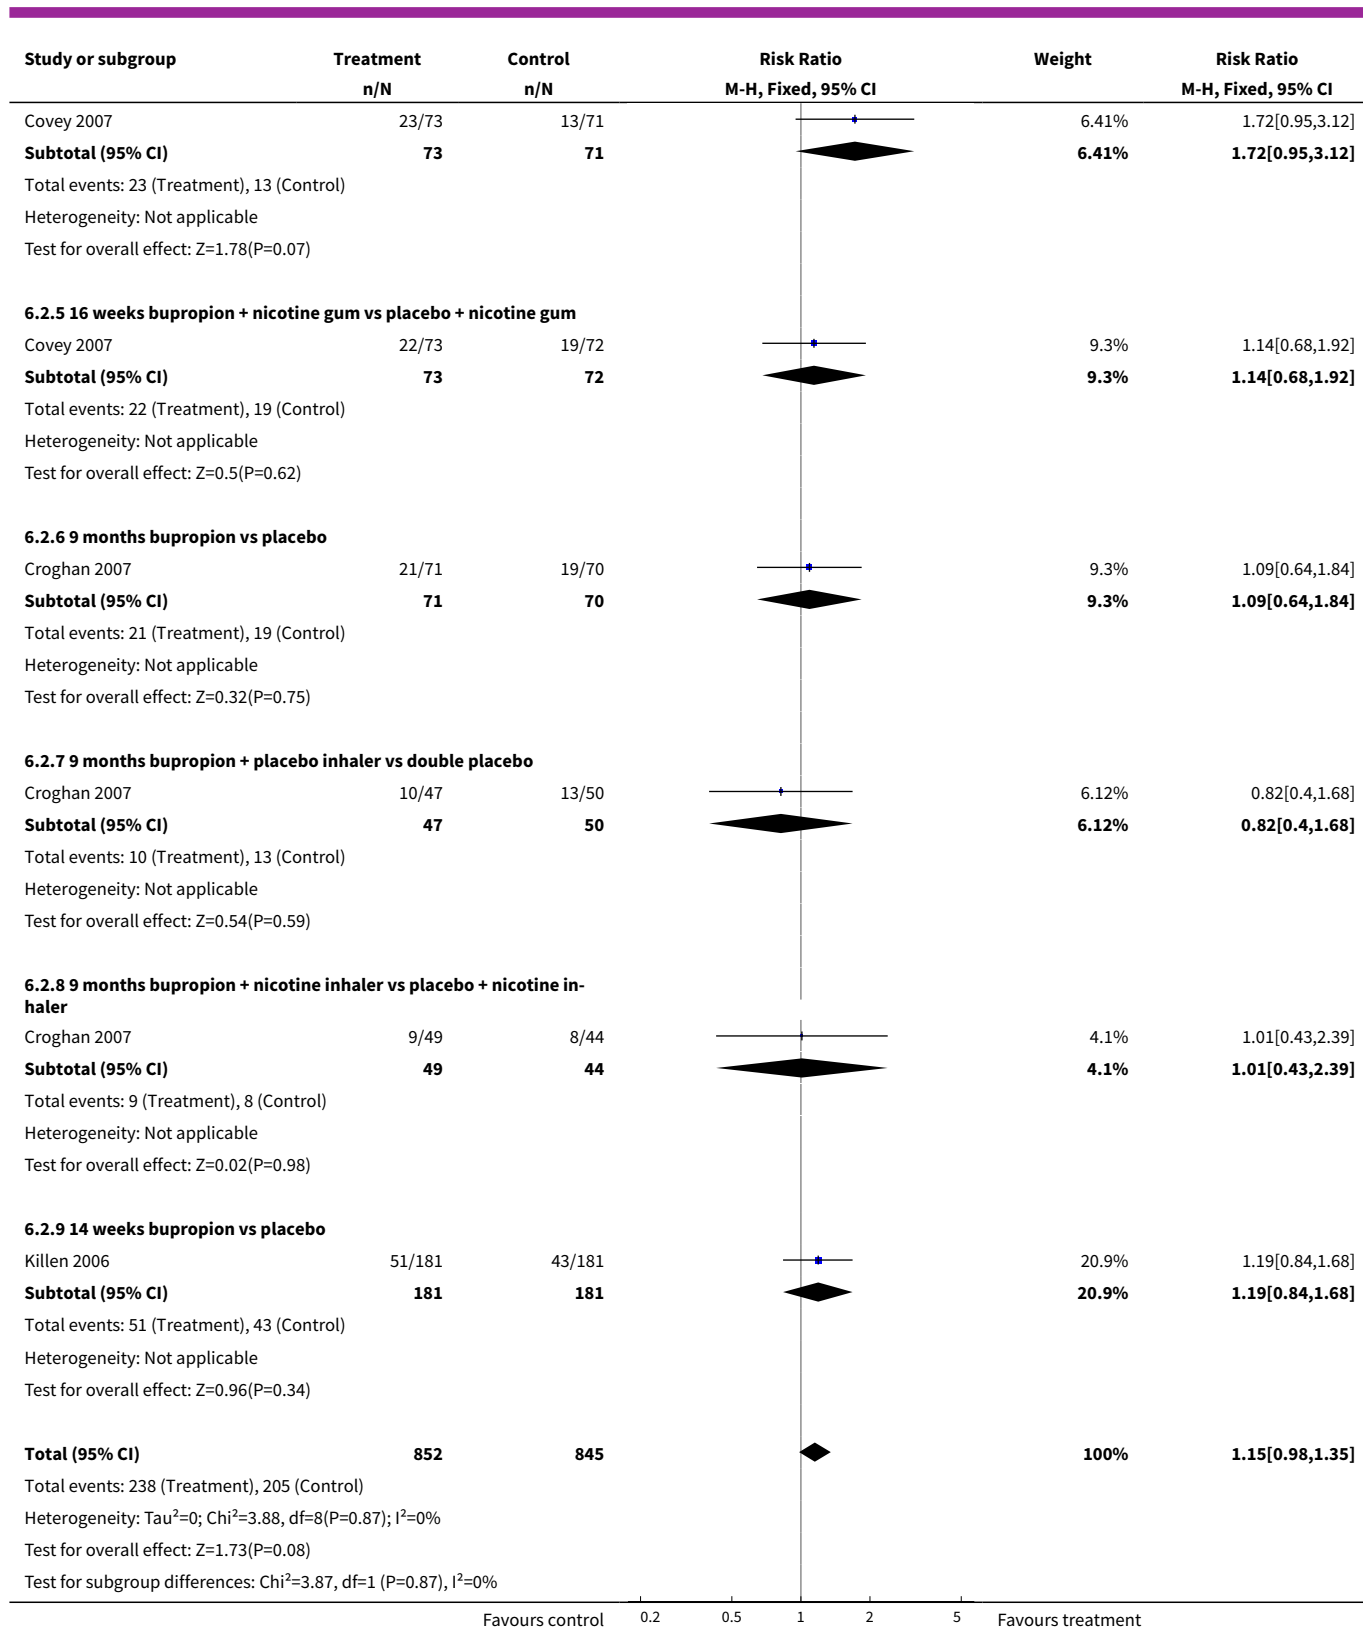 Study or subgroup Treatment Control Risk Ratio Weight Risk Ratio
n/N n/N M-H, Fixed, 95% CI M-H, Fixed, 95% CI
Covey 2007 23/73 13/71 6.41% 1.72[0.95,3.12]
Subtotal (95% CI) 73 71 6.41% 1.72[0.95,3.12]
Total events: 23 (Treatment), 13 (Control)
Heterogeneity: Not applicable
Test for overall effect: Z=1.78(P=0.07)
6.2.5 16 weeks bupropion + nicotine gum vs placebo + nicotine gum
Covey 2007 22/73 19/72 9.3% 1.14[0.68,1.92]
Subtotal (95% CI) 73 72 9.3% 1.14[0.68,1.92]
Total events: 22 (Treatment), 19 (Control)
Heterogeneity: Not applicable
Test for overall effect: Z=0.5(P=0.62)
6.2.6 9 months bupropion vs placebo
Croghan 2007 21/71 19/70 9.3% 1.09[0.64,1.84]
Subtotal (95% CI) 71 70 9.3% 1.09[0.64,1.84]
Total events: 21 (Treatment), 19 (Control)
Heterogeneity: Not applicable
Test for overall effect: Z=0.32(P=0.75)
6.2.7 9 months bupropion + placebo inhaler vs double placebo
Croghan 2007 10/47 13/50 6.12% 0.82[0.4,1.68]
Subtotal (95% CI) 47 50 6.12% 0.82[0.4,1.68]
Total events: 10 (Treatment), 13 (Control)
Heterogeneity: Not applicable
Test for overall effect: Z=0.54(P=0.59)
6.2.8 9 months bupropion + nicotine inhaler vs placebo + nicotine in-
haler
Croghan 2007 9/49 8/44 4.1% 1.01[0.43,2.39]
Subtotal (95% CI) 49 44 4.1% 1.01[0.43,2.39]
Total events: 9 (Treatment), 8 (Control)
Heterogeneity: Not applicable
Test for overall effect: Z=0.02(P=0.98)
6.2.9 14 weeks bupropion vs placebo
Killen 2006 51/181 43/181 20.9% 1.19[0.84,1.68]
Subtotal (95% CI) 181 181 20.9% 1.19[0.84,1.68]
Total events: 51 (Treatment), 43 (Control)
Heterogeneity: Not applicable
Test for overall effect: Z=0.96(P=0.34)
Total (95% CI) 852 845 100% 1.15[0.98,1.35]
Total events: 238 (Treatment), 205 (Control)
Heterogeneity: Tau²=0; Chi²=3.88, df=8(P=0.87); I²=0%
Test for overall effect: Z=1.73(P=0.08)
Test for subgroup differences: Chi²=3.87, df=1 (P=0.87), I²=0%
Favours control 0.2 0.5 1 2 5 Favours treatment